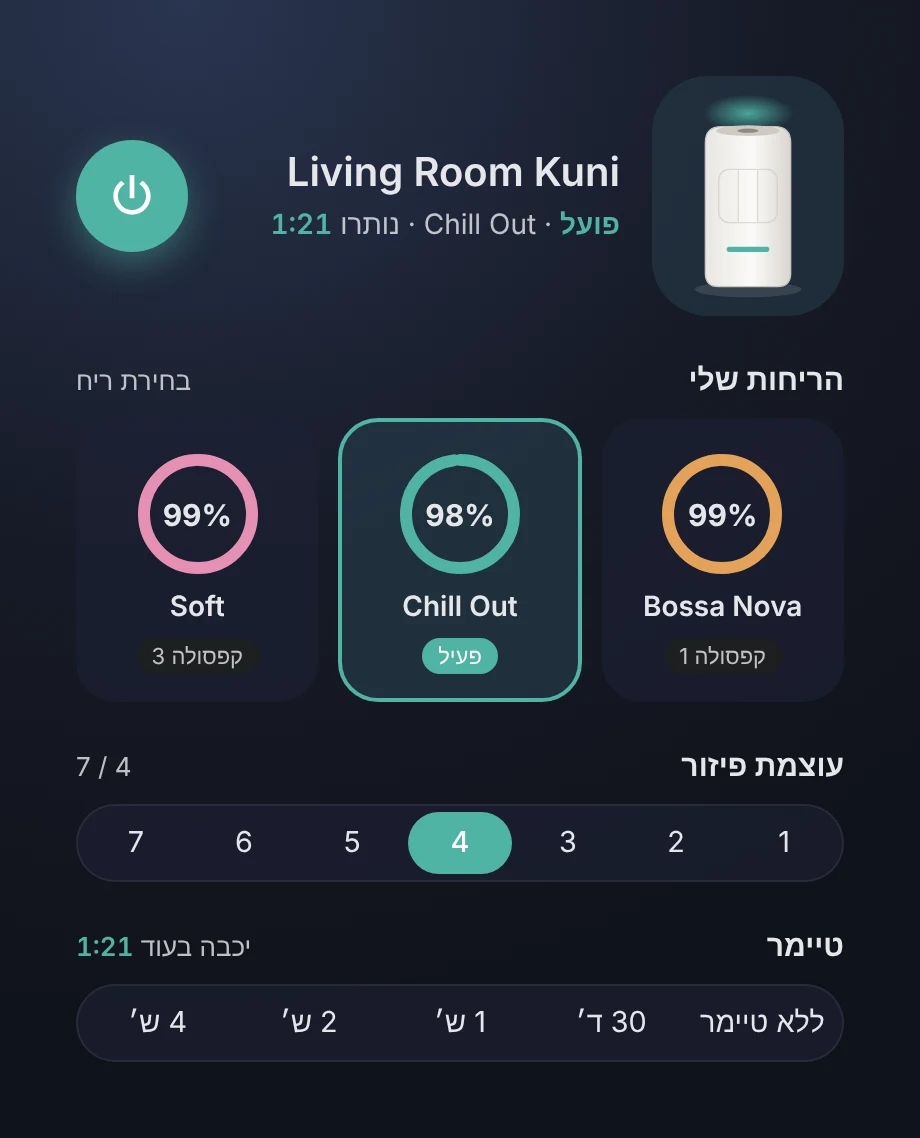 Living Room Kuni
פועל · Chill Out · נותרו 1:21
הריחות שלי
בחירת ריח
99%
98%
99%
Bossa Nova
Chill Out
Soft
קפסולה 1
פעיל
קפסולה 3
עוצמת פיזור
4 / 7
1 2 3 4 5 6 7
טיימר
יכבה בעוד 1:21
ללא טיימר 30 ד׳ 1 ש׳ 2 ש׳ 4 ש׳